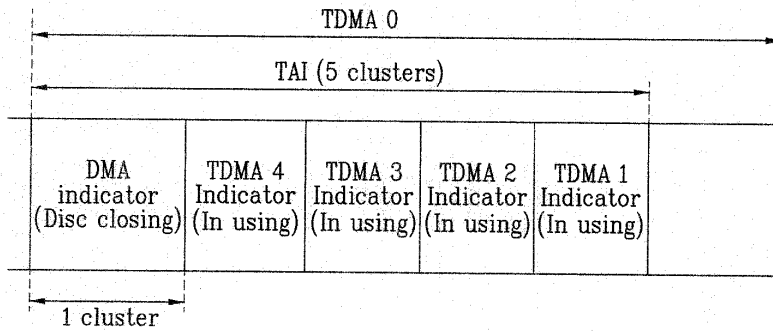 TDMA 0
TAI (5 clusters)
DMA
indicator
(Disc closing)
TDMA 4
Indicator
(In using)
TDMA 3
Indicator
(In using)
TDMA 2
Indicator
(In using)
TDMA 1
Indicator
(In using)
1 cluster